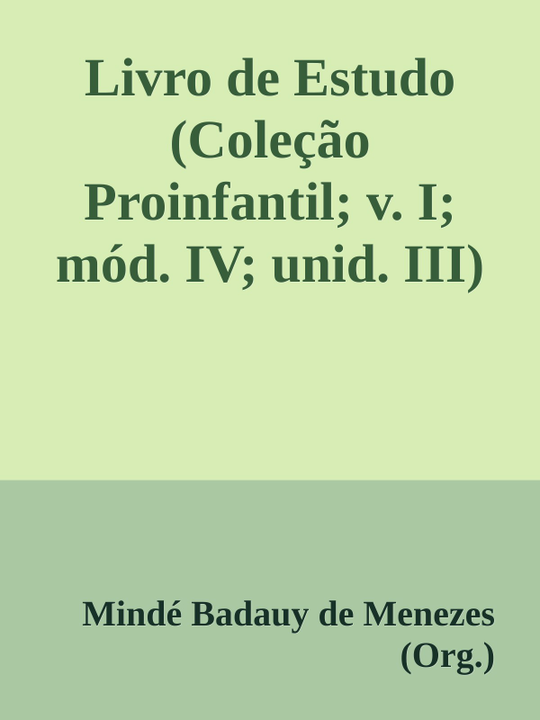 Livro de Estudo
(Coleção
Proinfantil; v. I;
mód. IV; unid. III)
Mindé Badauy de Menezes
(Org.)